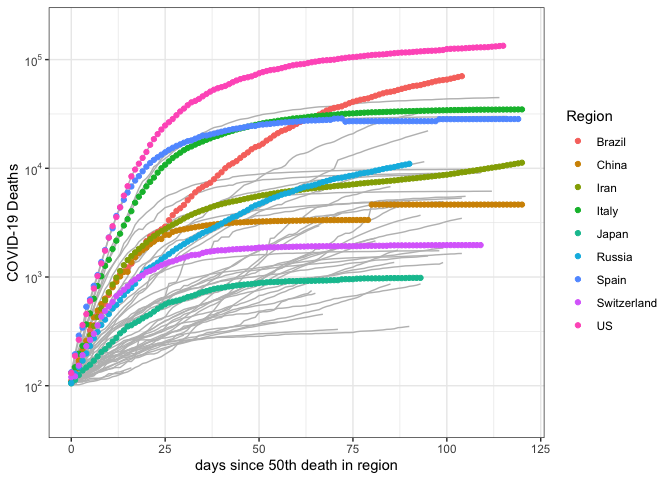 COVID-19 Deaths
10^5
10^4
10^3
10^2
0 25 50 75 100 125
days since 50th death in region
Region
Brazil
China
Iran
Italy
Japan
Russia
Spain
Switzerland
US